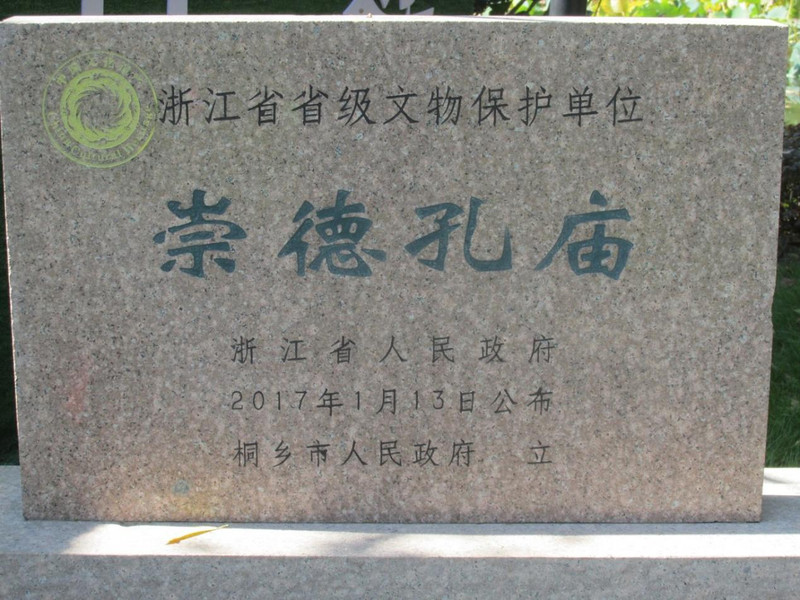 浙江省省级文物保护单位
崇德孔庙
浙江省人民政府
2017年1月13日公布
桐乡市人民政府 立